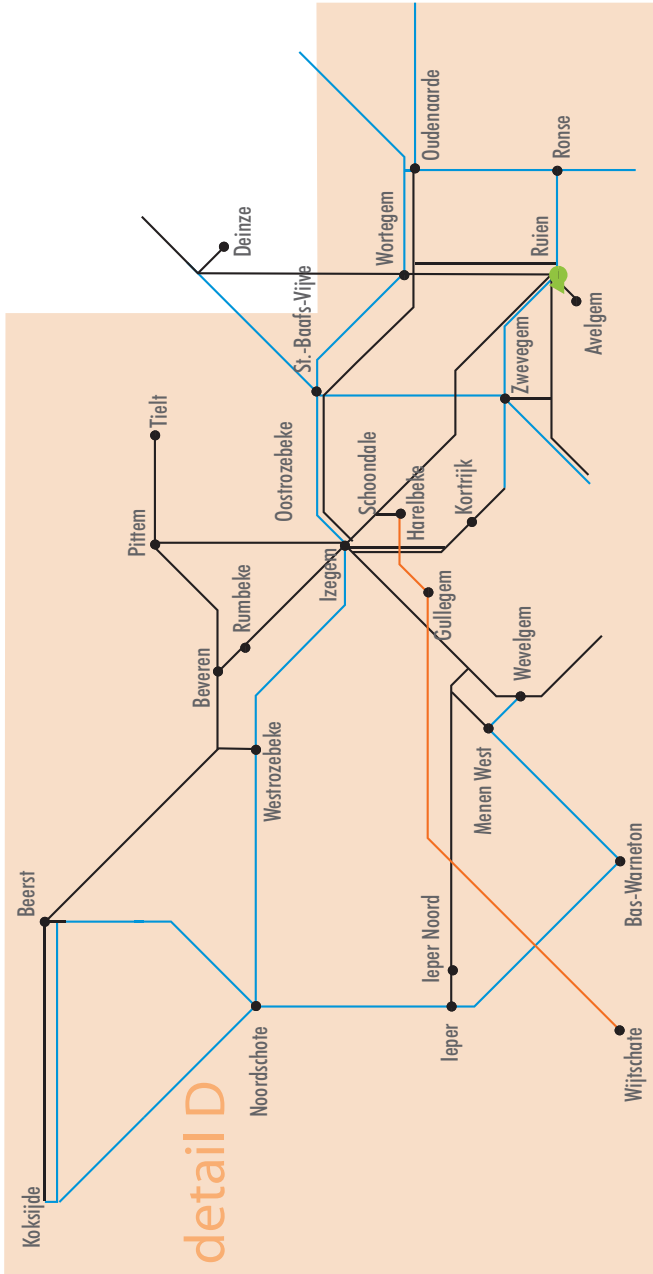 Koksijde
Beerst
Noordschote
detail D
Westrozebeke
Beveren
Rumbeke
Pittem
Tielt
Izegem
Oostrozebeke
St.-Baafs-Vijve
Deinze
Wortegem
Oudenaarde
Ronse
Ruien
Avelgem
Zwevegem
Schoondale
Harelbeke
Kortrijk
Gullegem
Wevelgem
Menen West
Ieper Noord
Ieper
Bas-Warneton
Wijtschate